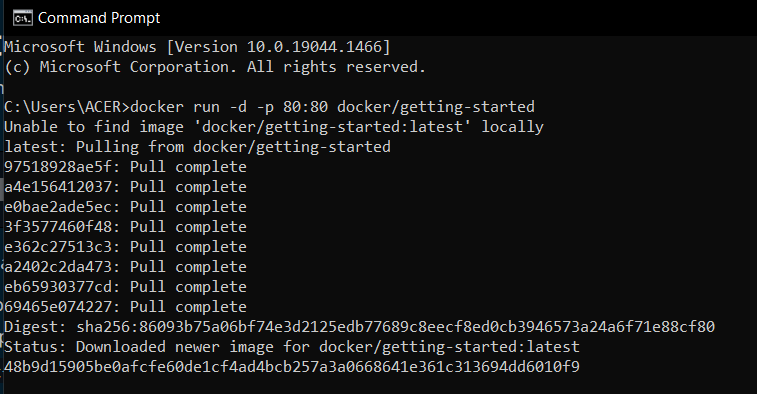 Command Prompt
Microsoft Windows [Version 10.0.19044.1466]
(c) Microsoft Corporation. All rights reserved.
C:\Users\ACER>docker run -d -p 80:80 docker/getting-started
Unable to find image 'docker/getting-started:latest' locally
latest: Pulling from docker/getting-started
97518928ae5f: Pull complete
a4e156412037: Pull complete
e0bae2ade5ec: Pull complete
3f3577460f48: Pull complete
e362c27513c3: Pull complete
a2402c2da473: Pull complete
eb65930377cd: Pull complete
69465e074227: Pull complete
Digest: sha256:86093b75a06bf74e3d2125edb77689c8eecf8ed0cb3946573a24a6f71e88cf80
Status: Downloaded newer image for docker/getting-started:latest
48b9d15905be0afcfe60de1cf4ad4bcb257a3a0668641e361c313694dd6010f9